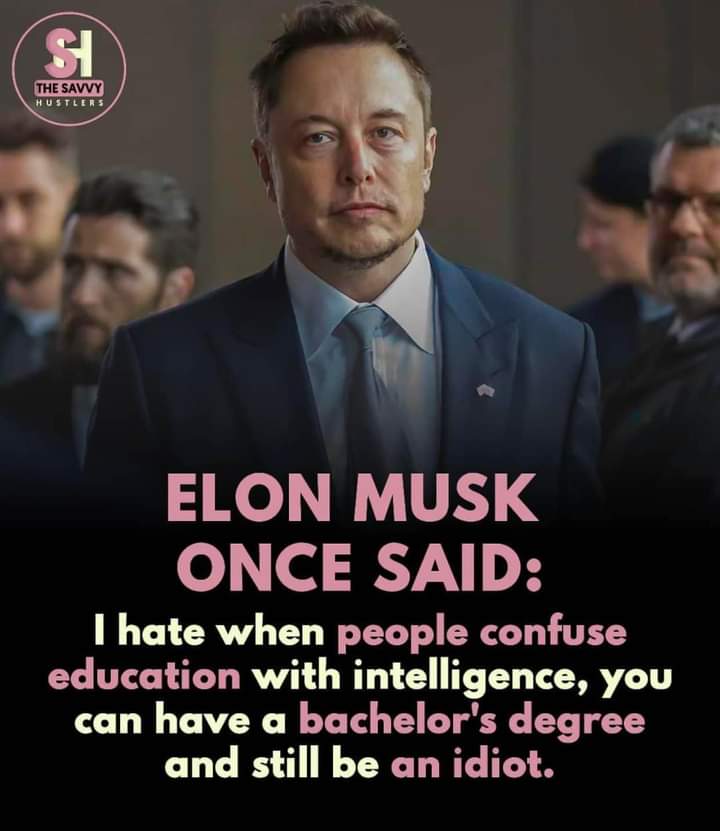 SH
THE SAVVY
HUSTLERS
ELON MUSK
ONCE SAID:
I hate when people confuse
education with intelligence, you
can have a bachelor's degree
and still be an idiot.